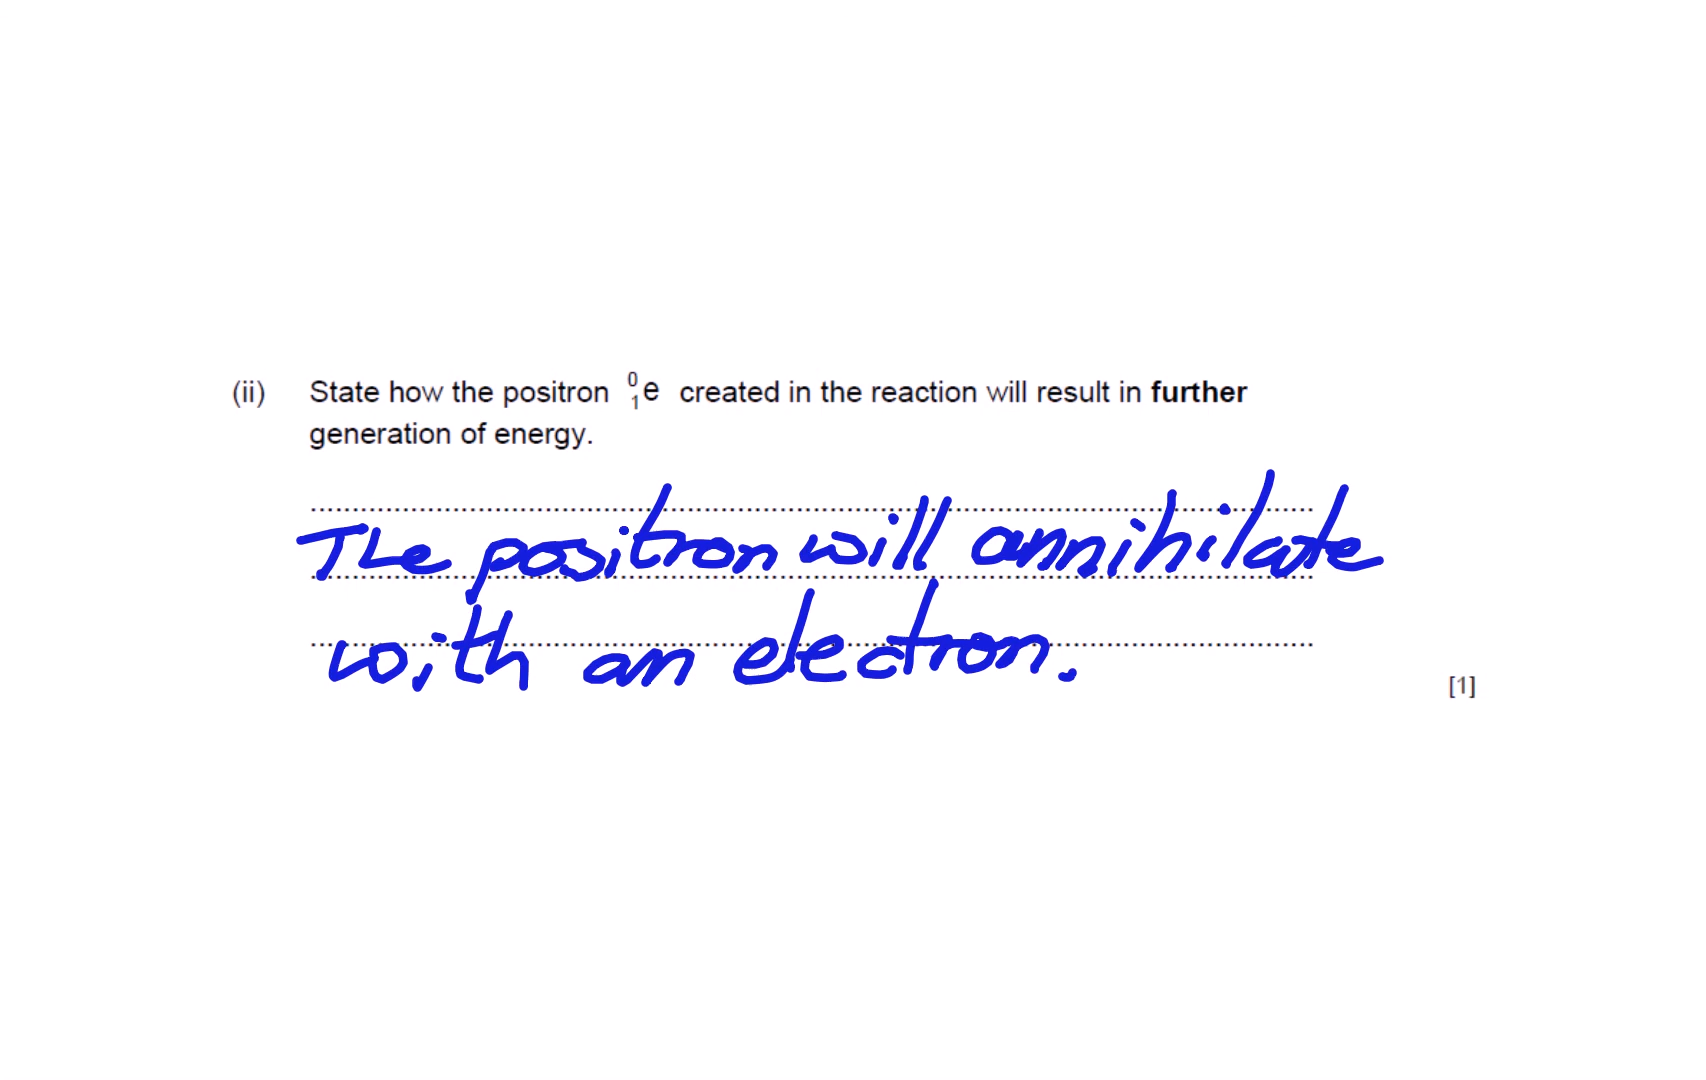 (ii) State how the positron ⁰₁e created in the reaction will result in further
generation of energy.
The positron will annihilate
with an electron.
[1]